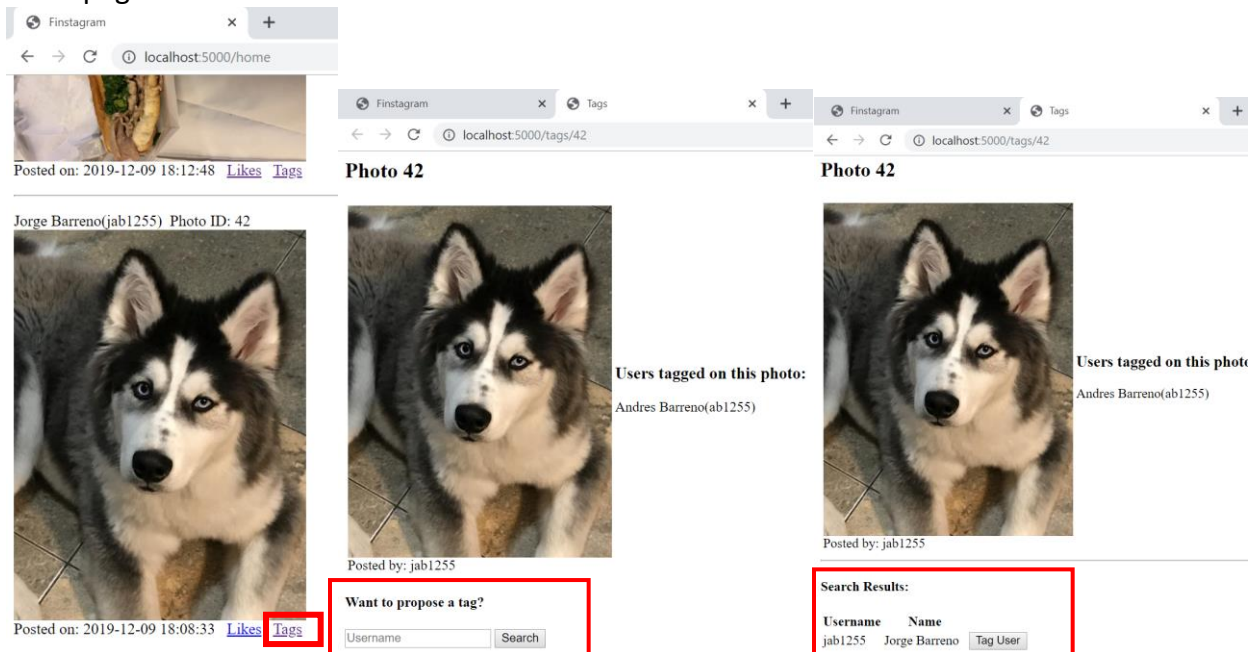 Finstagram × +
localhost:5000/home
Posted on: 2019-12-09 18:12:48 Likes Tags
Jorge Barreno(jab1255) Photo ID: 42
Posted on: 2019-12-09 18:08:33 Likes Tags
Finstagram × Tags × +
localhost:5000/tags/42
Photo 42
Users tagged on this photo:
Andres Barreno(ab1255)
Posted by: jab1255
Want to propose a tag?
Username Search
Finstagram × Tags × +
localhost:5000/tags/42
Photo 42
Users tagged on this photo
Andres Barreno(ab1255)
Posted by: jab1255
Search Results:
Username Name
jab1255 Jorge Barreno Tag User